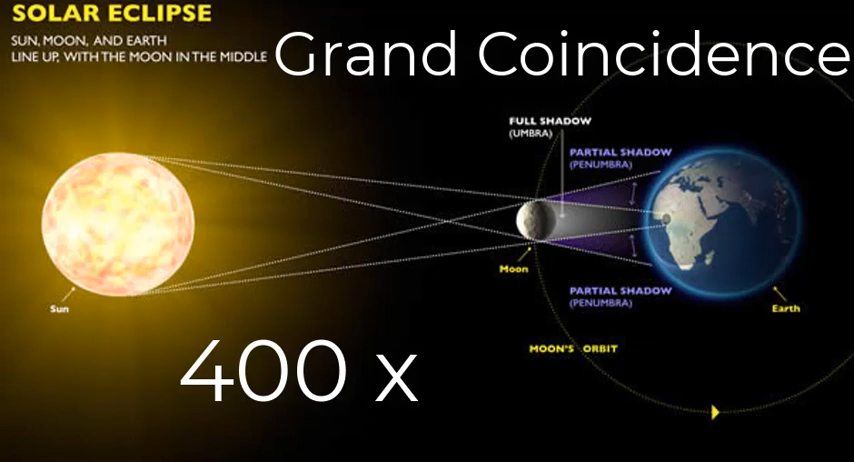 SOLAR ECLIPSE
SUN, MOON, AND EARTH
LINE UP, WITH THE MOON IN THE MIDDLE
Grand Coincidence
FULL SHADOW
(UMBRA)
PARTIAL SHADOW
(PENUMBRA)
Moon
Sun
PARTIAL SHADOW
(PENUMBRA)
Earth
MOON'S ORBIT
400 x